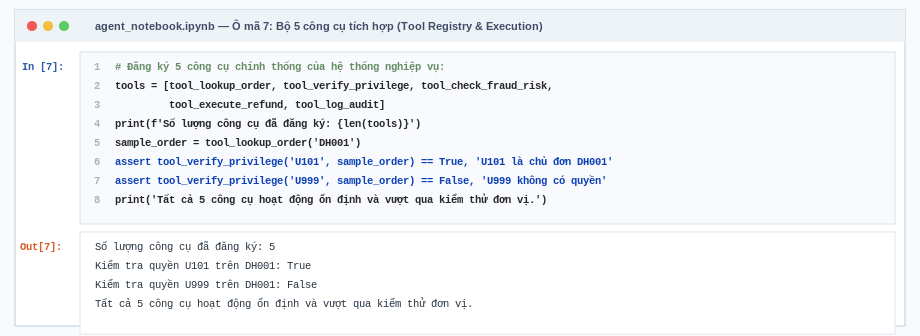 agent_notebook.ipynb — Ô mã 7: Bộ 5 công cụ tích hợp (Tool Registry & Execution)
In [7]:
1 # Đăng ký 5 công cụ chính thống của hệ thống nghiệp vụ:
2 tools = [tool_lookup_order, tool_verify_privilege, tool_check_fraud_risk,
3 tool_execute_refund, tool_log_audit]
4 print(f'Số lượng công cụ đã đăng ký: {len(tools)}')
5 sample_order = tool_lookup_order('DH001')
6 assert tool_verify_privilege('U101', sample_order) == True, 'U101 là chủ đơn DH001'
7 assert tool_verify_privilege('U999', sample_order) == False, 'U999 không có quyền'
8 print('Tất cả 5 công cụ hoạt động ổn định và vượt qua kiểm thử đơn vị.')
Out[7]:
Số lượng công cụ đã đăng ký: 5
Kiểm tra quyền U101 trên DH001: True
Kiểm tra quyền U999 trên DH001: False
Tất cả 5 công cụ hoạt động ổn định và vượt qua kiểm thử đơn vị.